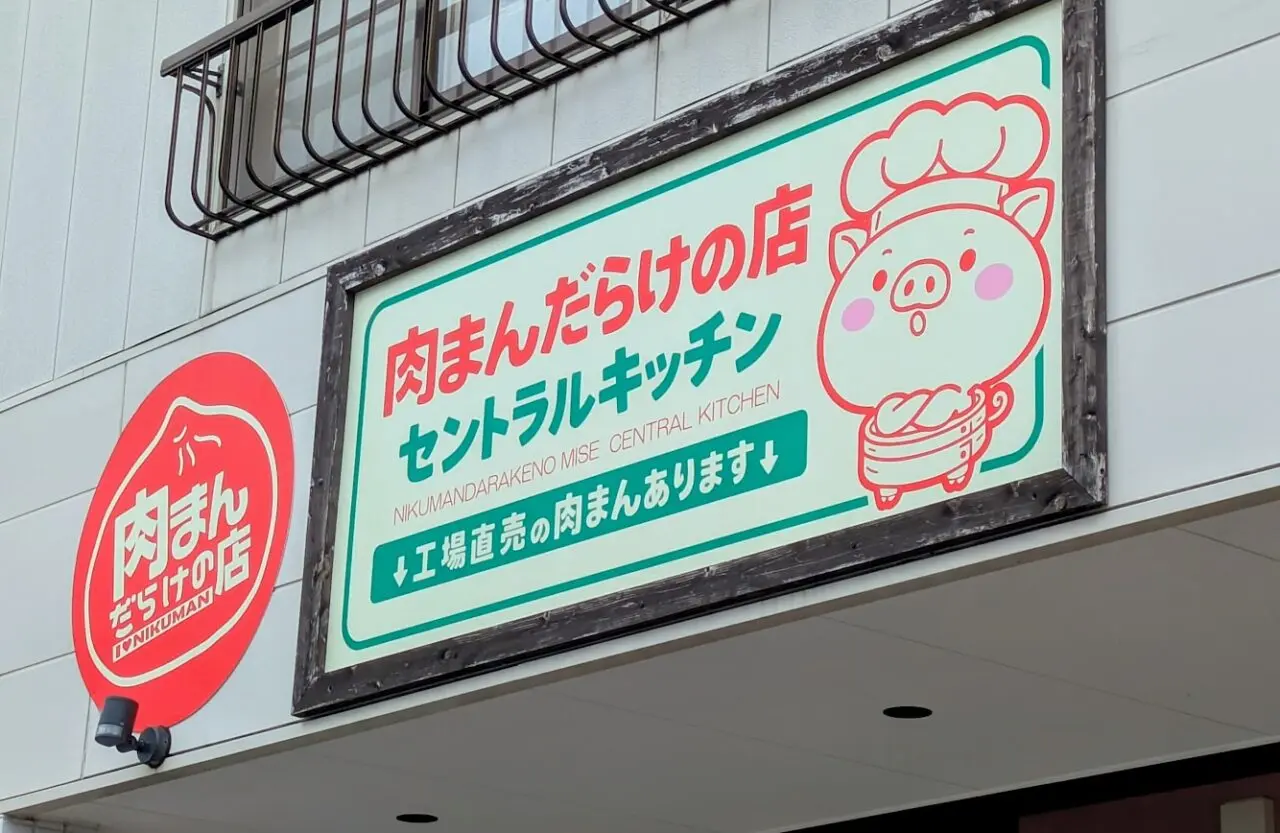 肉まんだらけの店
セントラルキッチン
NIKUMANDARAKENO MISE CENTRAL KITCHEN
↓工場直売の肉まんあります↓
肉まん
だらけの店
I♥NIKUMAN